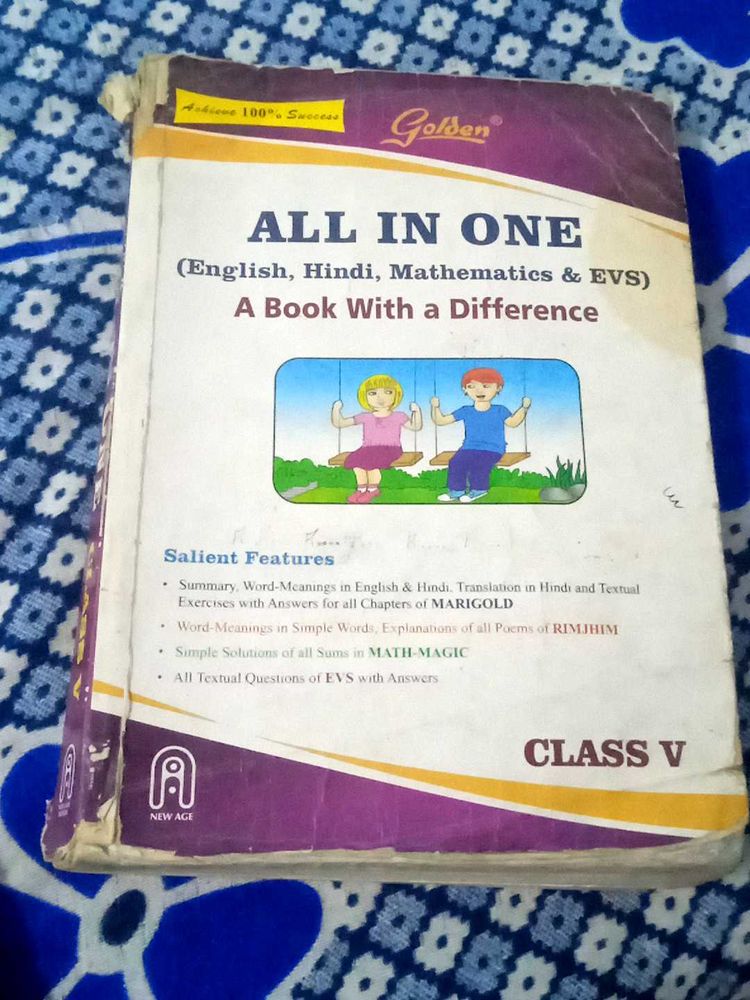 Achieve 100% Success
Golden®
ALL IN ONE
(English, Hindi, Mathematics & EVS)
A Book With a Difference
Salient Features
• Summary, Word-Meanings in English & Hindi, Translation in Hindi and Textual
Exercises with Answers for all Chapters of MARIGOLD
• Word-Meanings in Simple Words, Explanations of all Poems of RIMJHIM
• Simple Solutions of all Sums in MATH-MAGIC
• All Textual Questions of EVS with Answers
CLASS V
NEW AGE
CLASS V